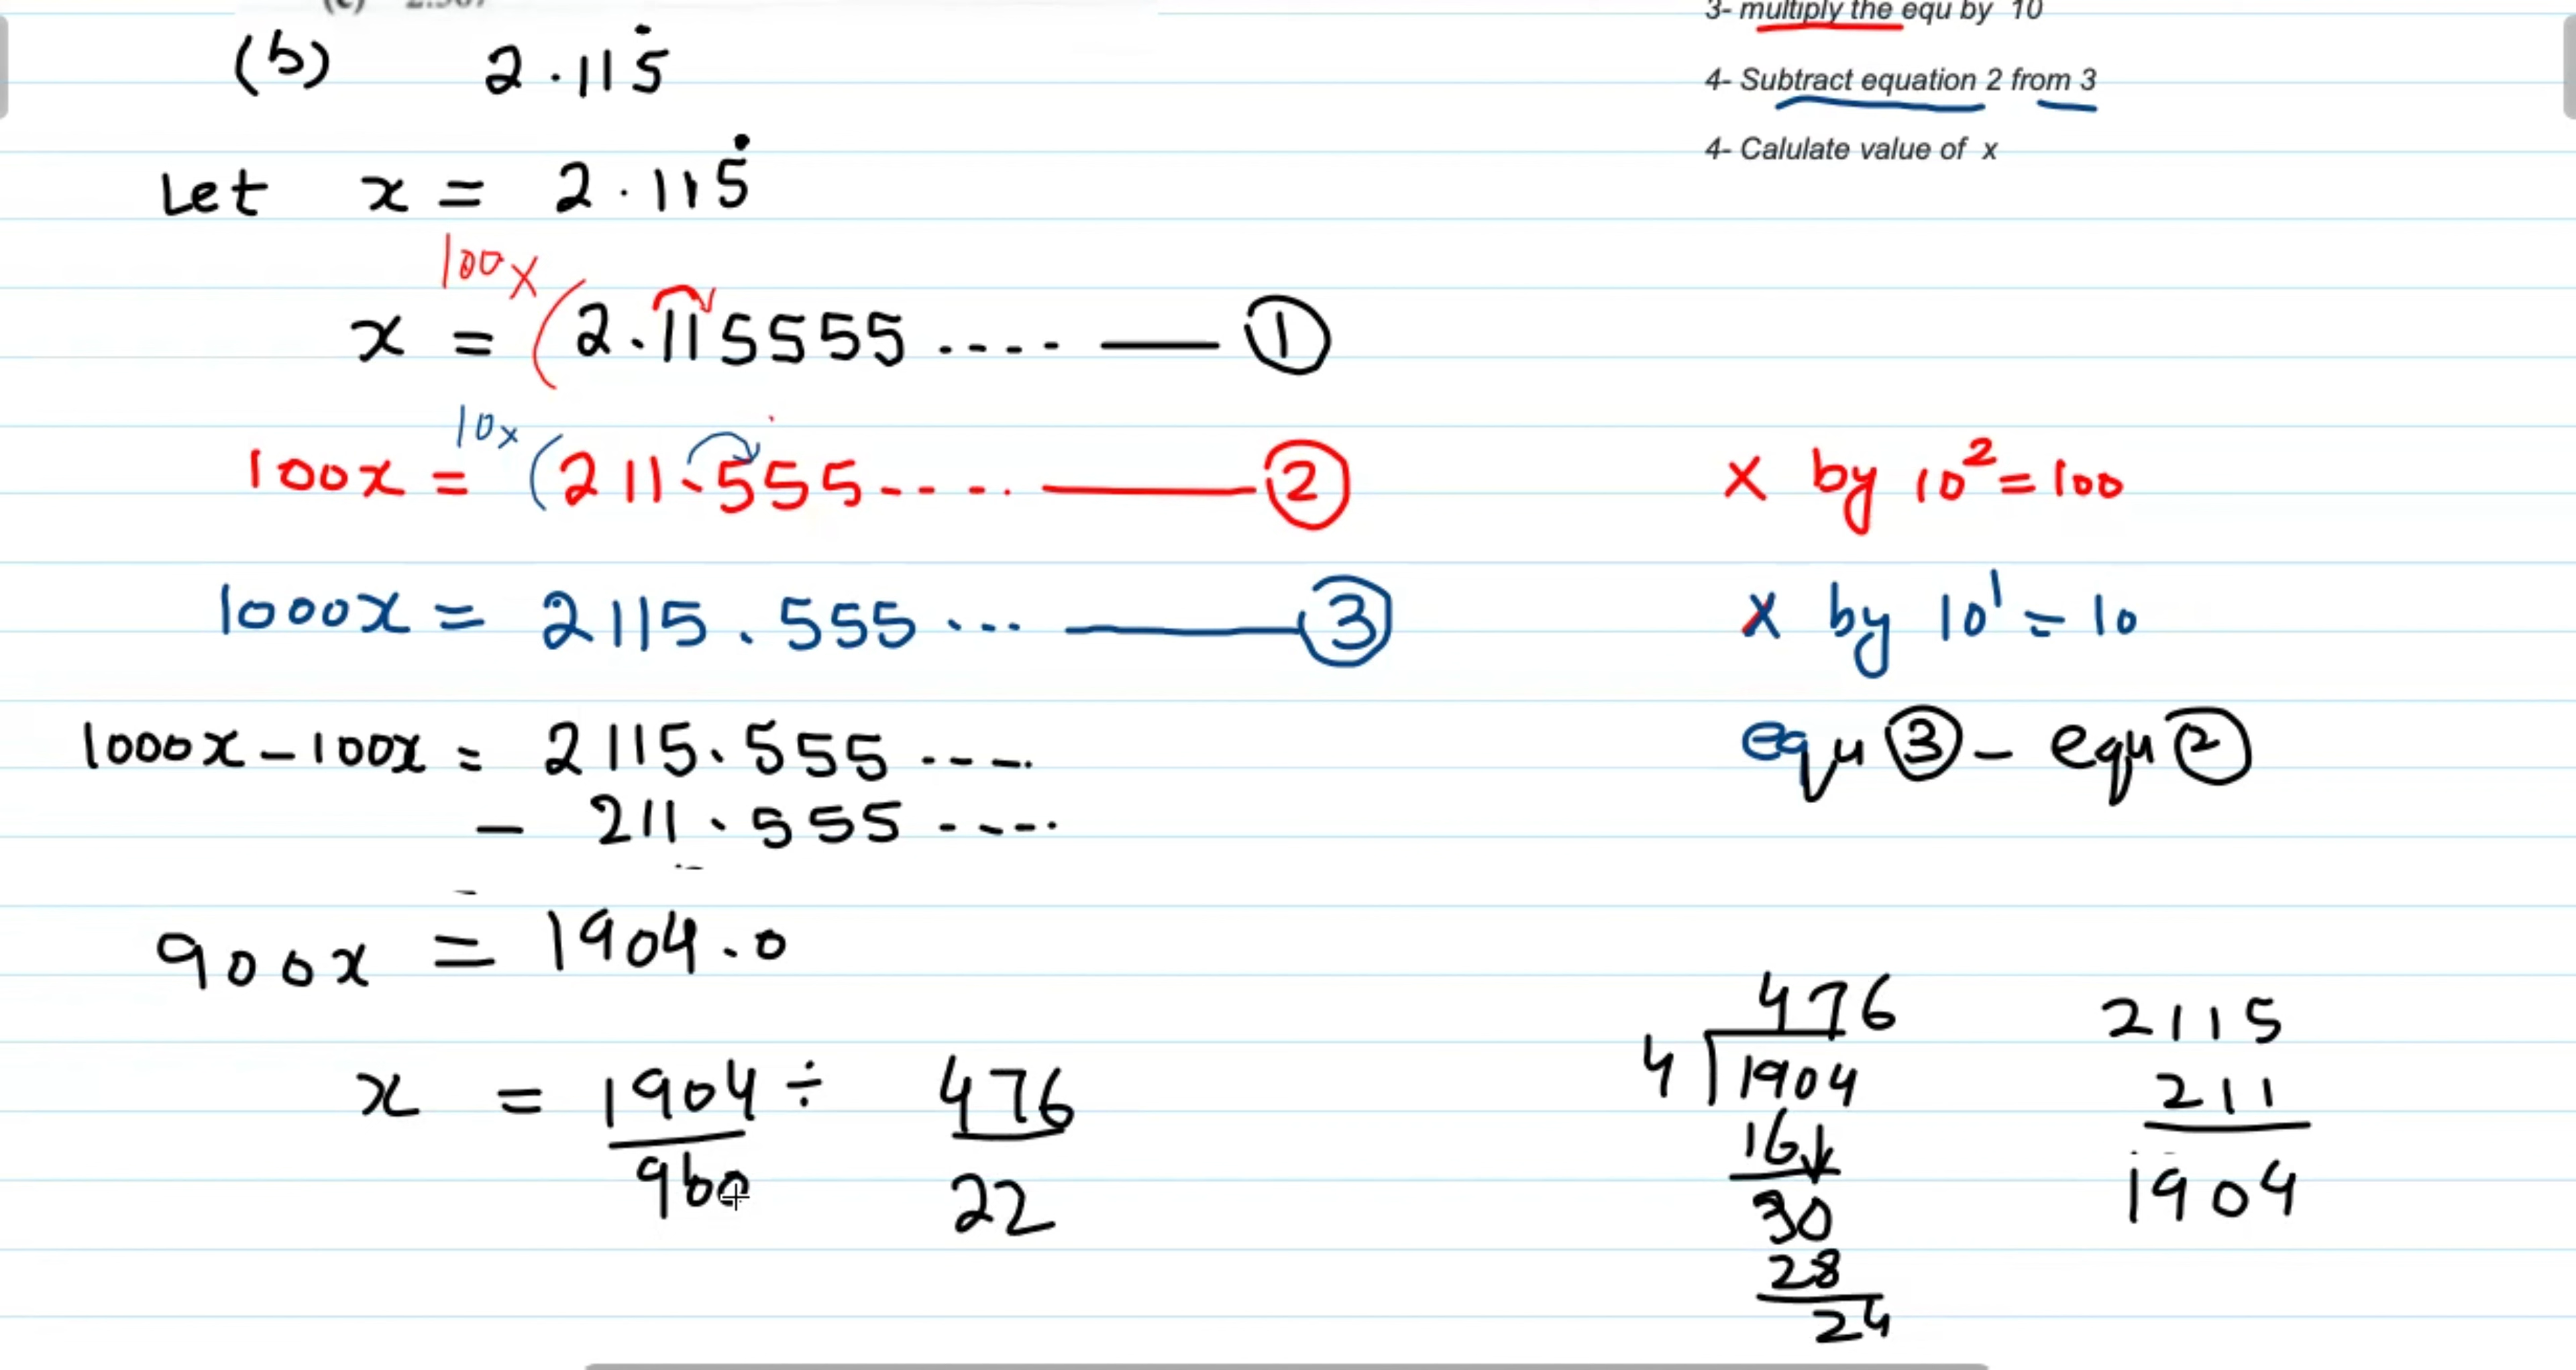 3- multiply the equ by 10
4- Subtract equation 2 from 3
4- Calulate value of x
(b) 2.115̇
Let x = 2.115̇
100x
x = (2.115555 .... — ①
10x
100x = (211.555..... — ②
x by 10² = 100
1000x = 2115.555... — ③
x by 10¹ = 10
1000x - 100x = 2115.555 ....
equ ③ - equ ②
- 211.555 ....
900x = 1904.0
x = 1904 ÷ 476
900 22
476
4 1904
16
30
28
24
2115
211
1904